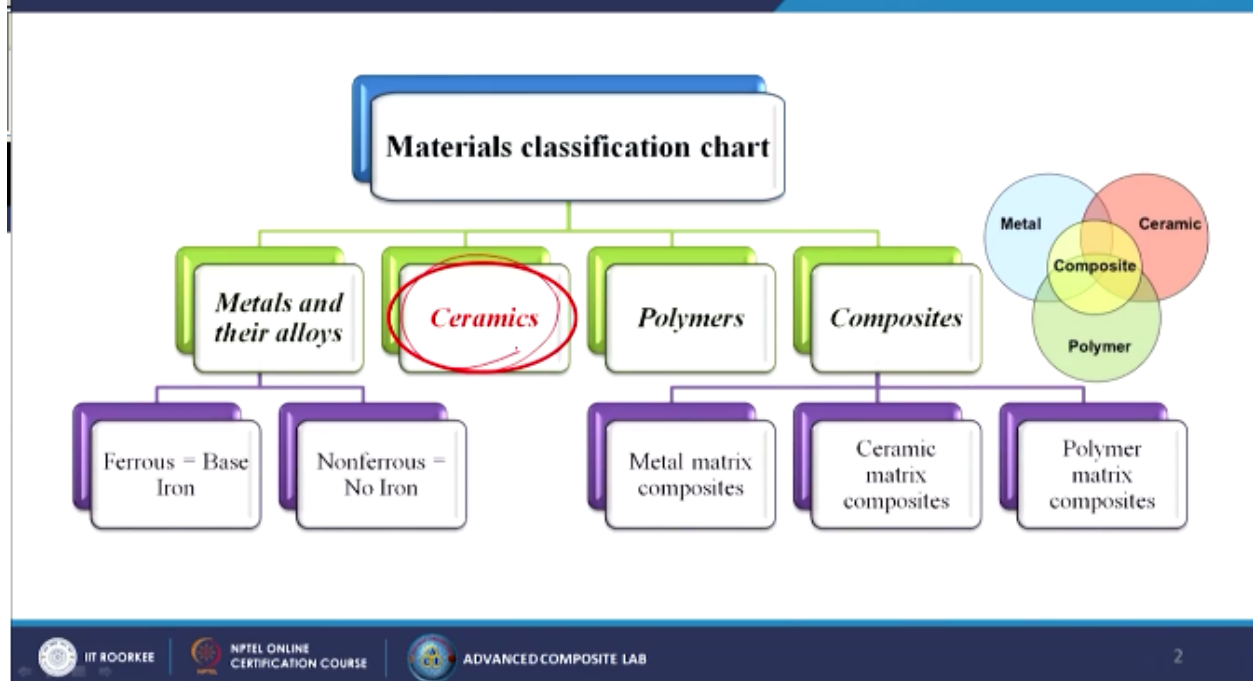 Materials classification chart
Metals and
their alloys
Ceramics
Polymers
Composites
Metal
Ceramic
Composite
Polymer
Ferrous = Base
Iron
Nonferrous =
No Iron
Metal matrix
composites
Ceramic
matrix
composites
Polymer
matrix
composites
IIT ROORKEE
NPTEL ONLINE
CERTIFICATION COURSE
ADVANCED COMPOSITE LAB
2